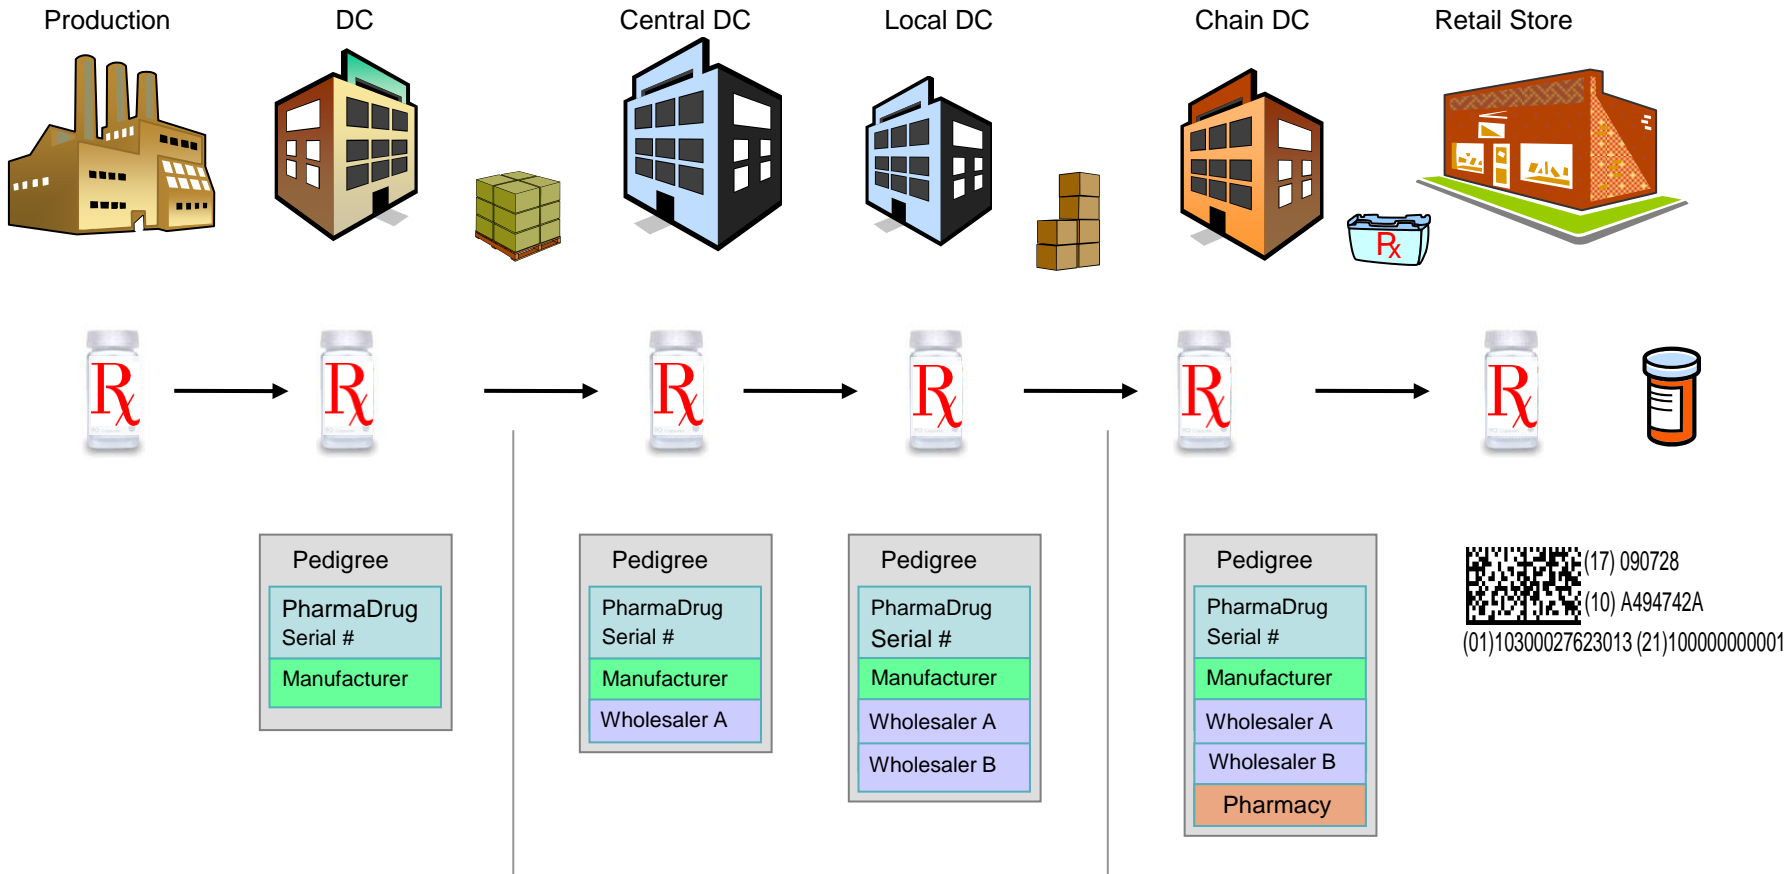 Production
DC
Central DC
Local DC
Chain DC
Retail Store
Rx
Rx
Rx
Rx
Rx
Rx
Rx
Pedigree
PharmaDrug
Serial #
Manufacturer
Pedigree
PharmaDrug
Serial #
Manufacturer
Wholesaler A
Pedigree
PharmaDrug
Serial #
Manufacturer
Wholesaler A
Wholesaler B
Pedigree
PharmaDrug
Serial #
Manufacturer
Wholesaler A
Wholesaler B
Pharmacy
(17) 090728
(10) A494742A
(01)10300027623013 (21)100000000001